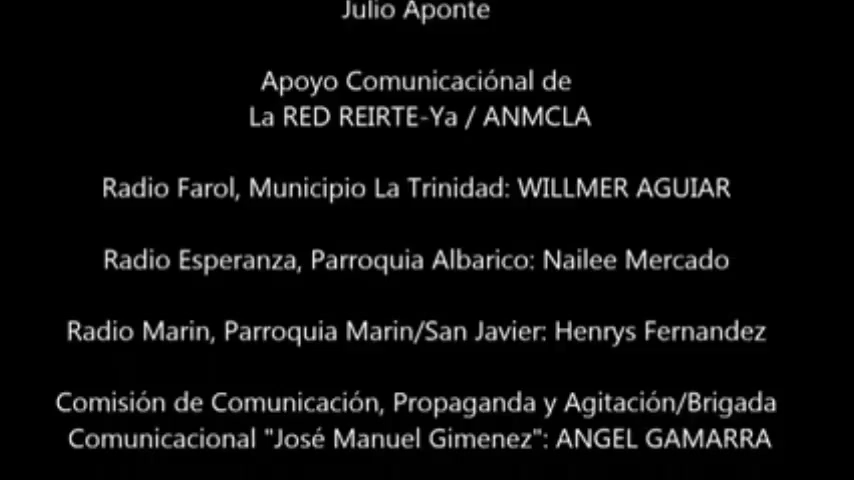 Julio Aponte
Apoyo Comunicaciónal de
La RED REIRTE-Ya / ANMCLA
Radio Farol, Municipio La Trinidad: WILLMER AGUIAR
Radio Esperanza, Parroquia Albarico: Nailee Mercado
Radio Marin, Parroquia Marin/San Javier: Henrys Fernandez
Comisión de Comunicación, Propaganda y Agitación/Brigada
Comunicacional "José Manuel Gimenez": ANGEL GAMARRA